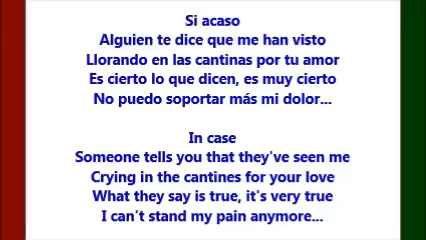 Si acaso
Alguien te dice que me han visto
Llorando en las cantinas por tu amor
Es cierto lo que dicen, es muy cierto
No puedo soportar más mi dolor...
In case
Someone tells you that they've seen me
Crying in the cantines for your love
What they say is true, it's very true
I can't stand my pain anymore...